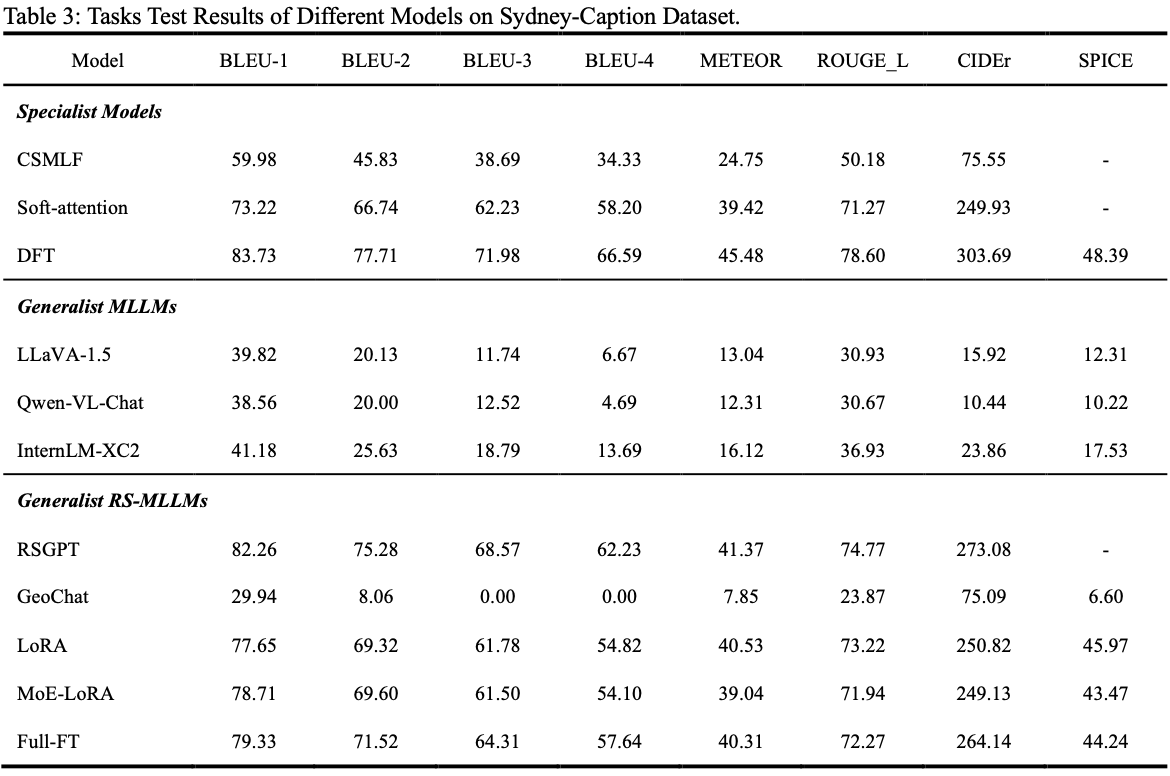 Table 3: Tasks Test Results of Different Models on Sydney-Caption Dataset.
Model BLEU-1 BLEU-2 BLEU-3 BLEU-4 METEOR ROUGE_L CIDEr SPICE
Specialist Models
CSMLF 59.98 45.83 38.69 34.33 24.75 50.18 75.55 -
Soft-attention 73.22 66.74 62.23 58.20 39.42 71.27 249.93 -
DFT 83.73 77.71 71.98 66.59 45.48 78.60 303.69 48.39
Generalist MLLMs
LLaVA-1.5 39.82 20.13 11.74 6.67 13.04 30.93 15.92 12.31
Qwen-VL-Chat 38.56 20.00 12.52 4.69 12.31 30.67 10.44 10.22
InternLM-XC2 41.18 25.63 18.79 13.69 16.12 36.93 23.86 17.53
Generalist RS-MLLMs
RSGPT 82.26 75.28 68.57 62.23 41.37 74.77 273.08 -
GeoChat 29.94 8.06 0.00 0.00 7.85 23.87 75.09 6.60
LoRA 77.65 69.32 61.78 54.82 40.53 73.22 250.82 45.97
MoE-LoRA 78.71 69.60 61.50 54.10 39.04 71.94 249.13 43.47
Full-FT 79.33 71.52 64.31 57.64 40.31 72.27 264.14 44.24